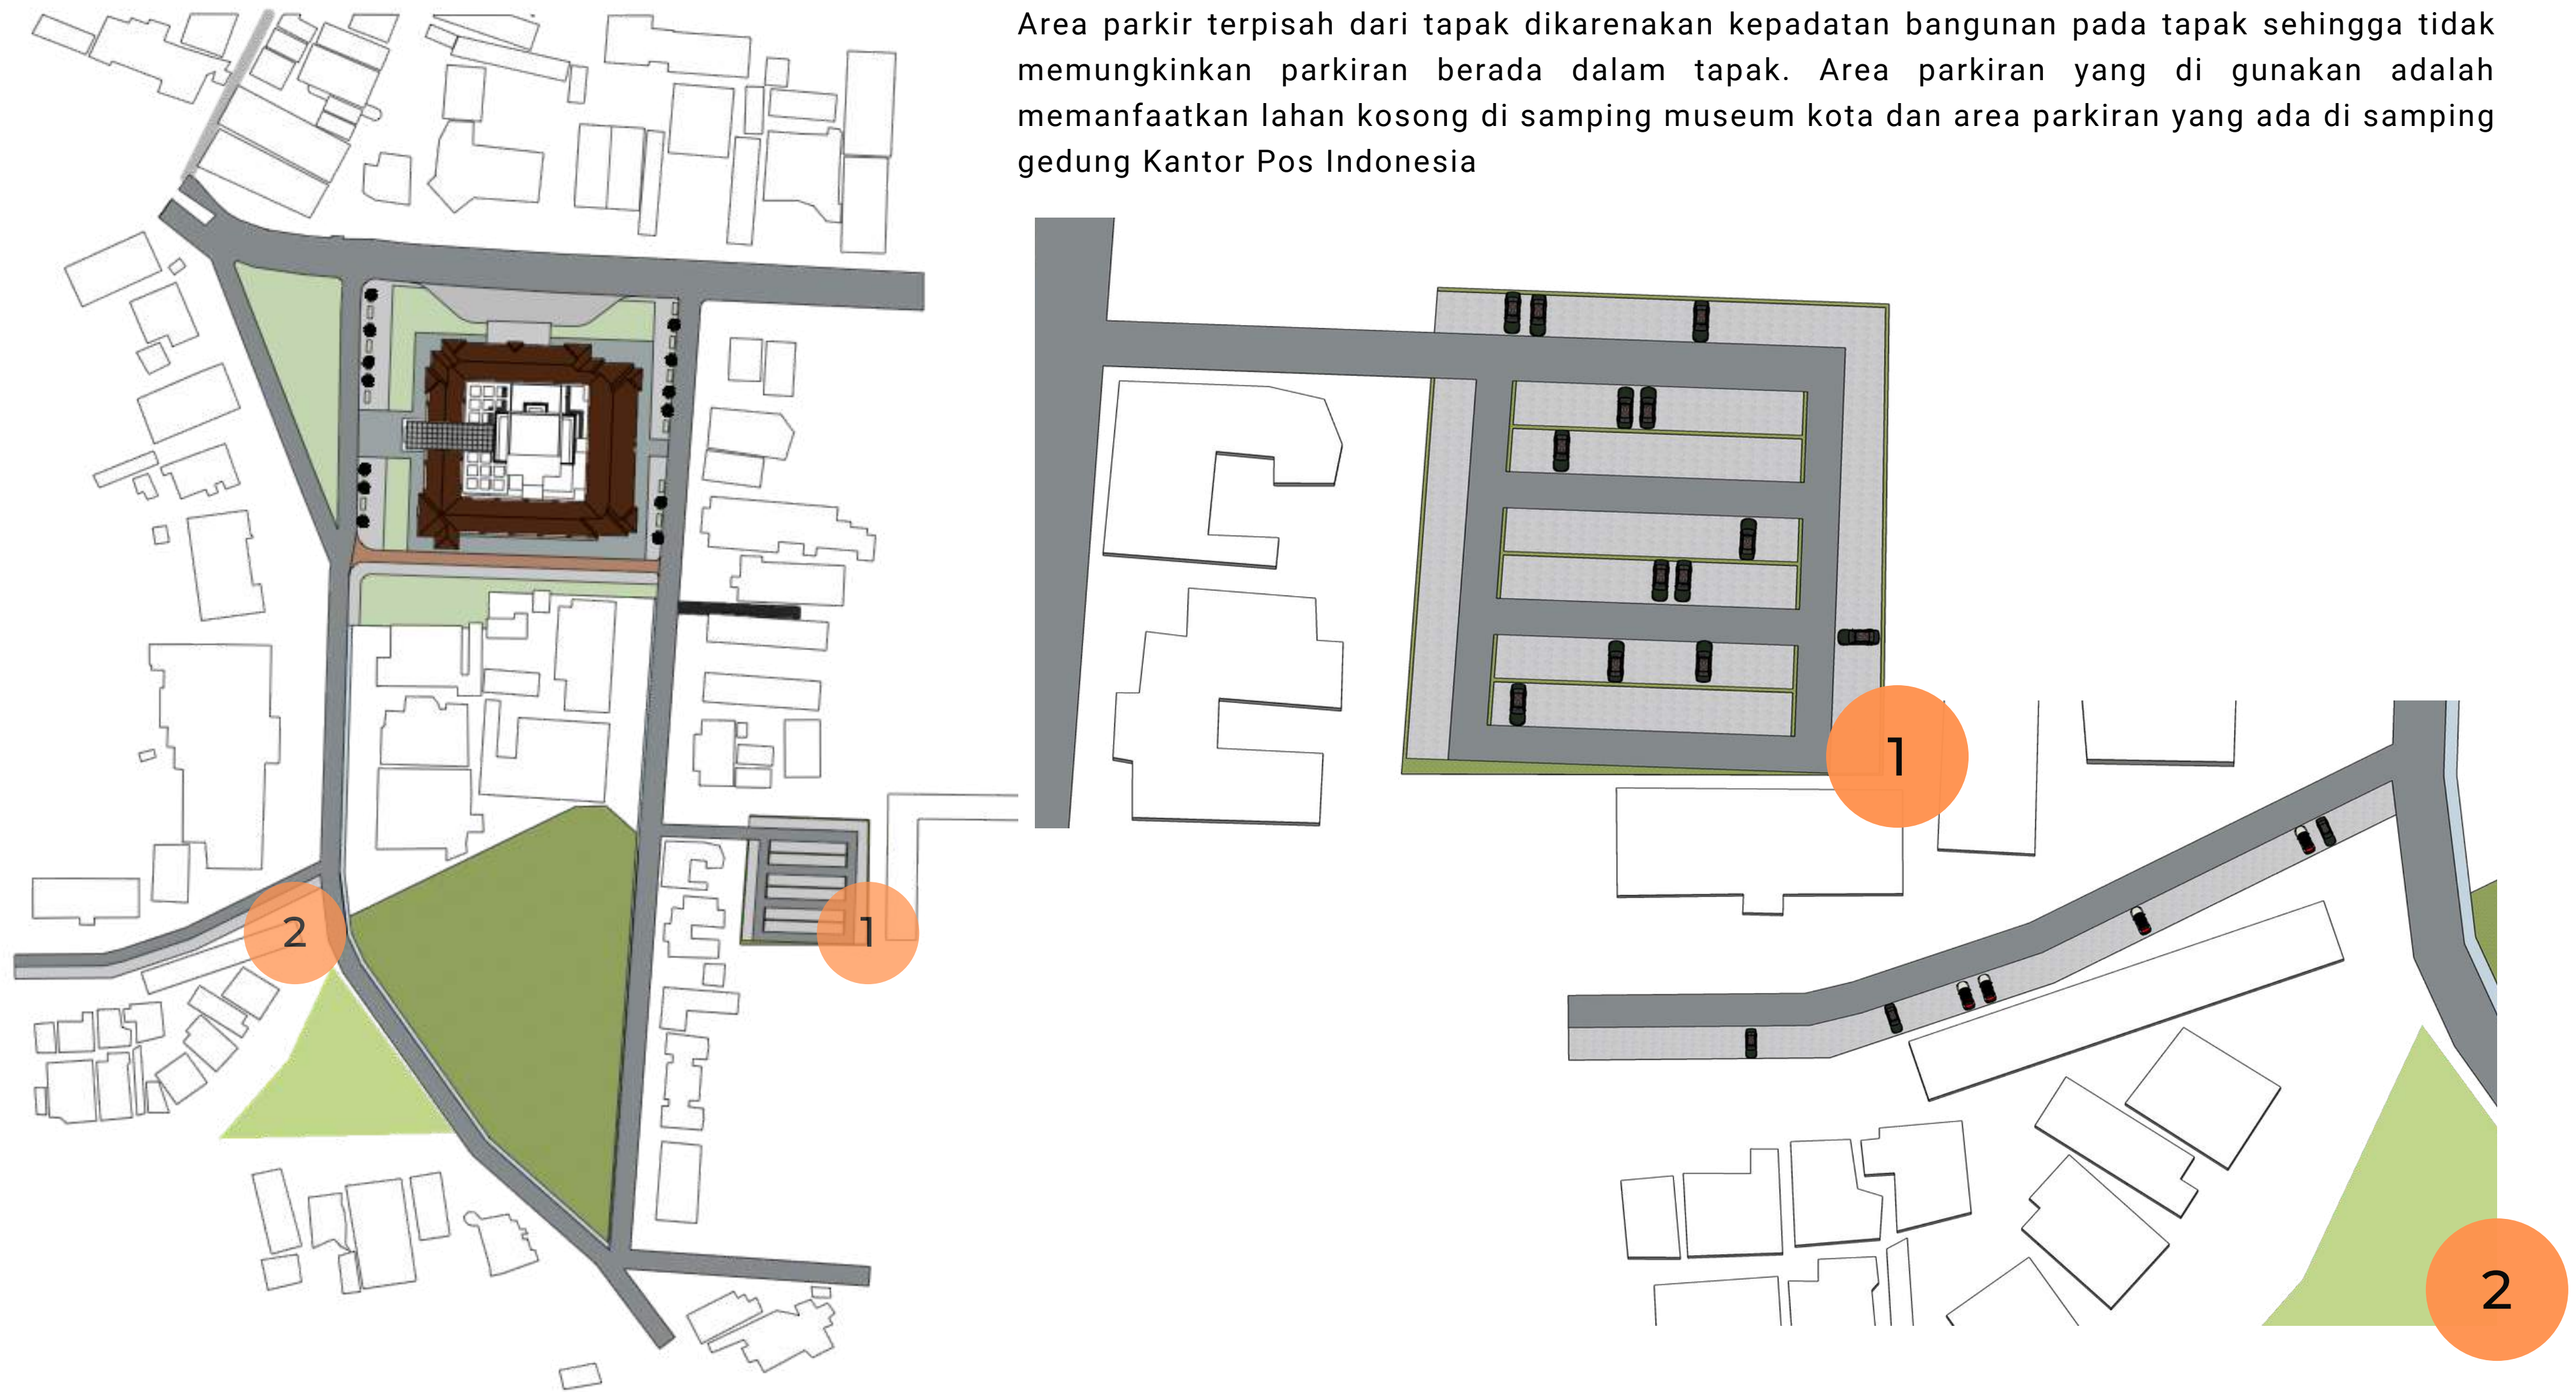 Area parkir terpisah dari tapak dikarenakan kepadatan bangunan pada tapak sehingga tidak
memungkinkan parkiran berada dalam tapak. Area parkiran yang di gunakan adalah
memanfaatkan lahan kosong di samping museum kota dan area parkiran yang ada di samping
gedung Kantor Pos Indonesia
1
2
1
2